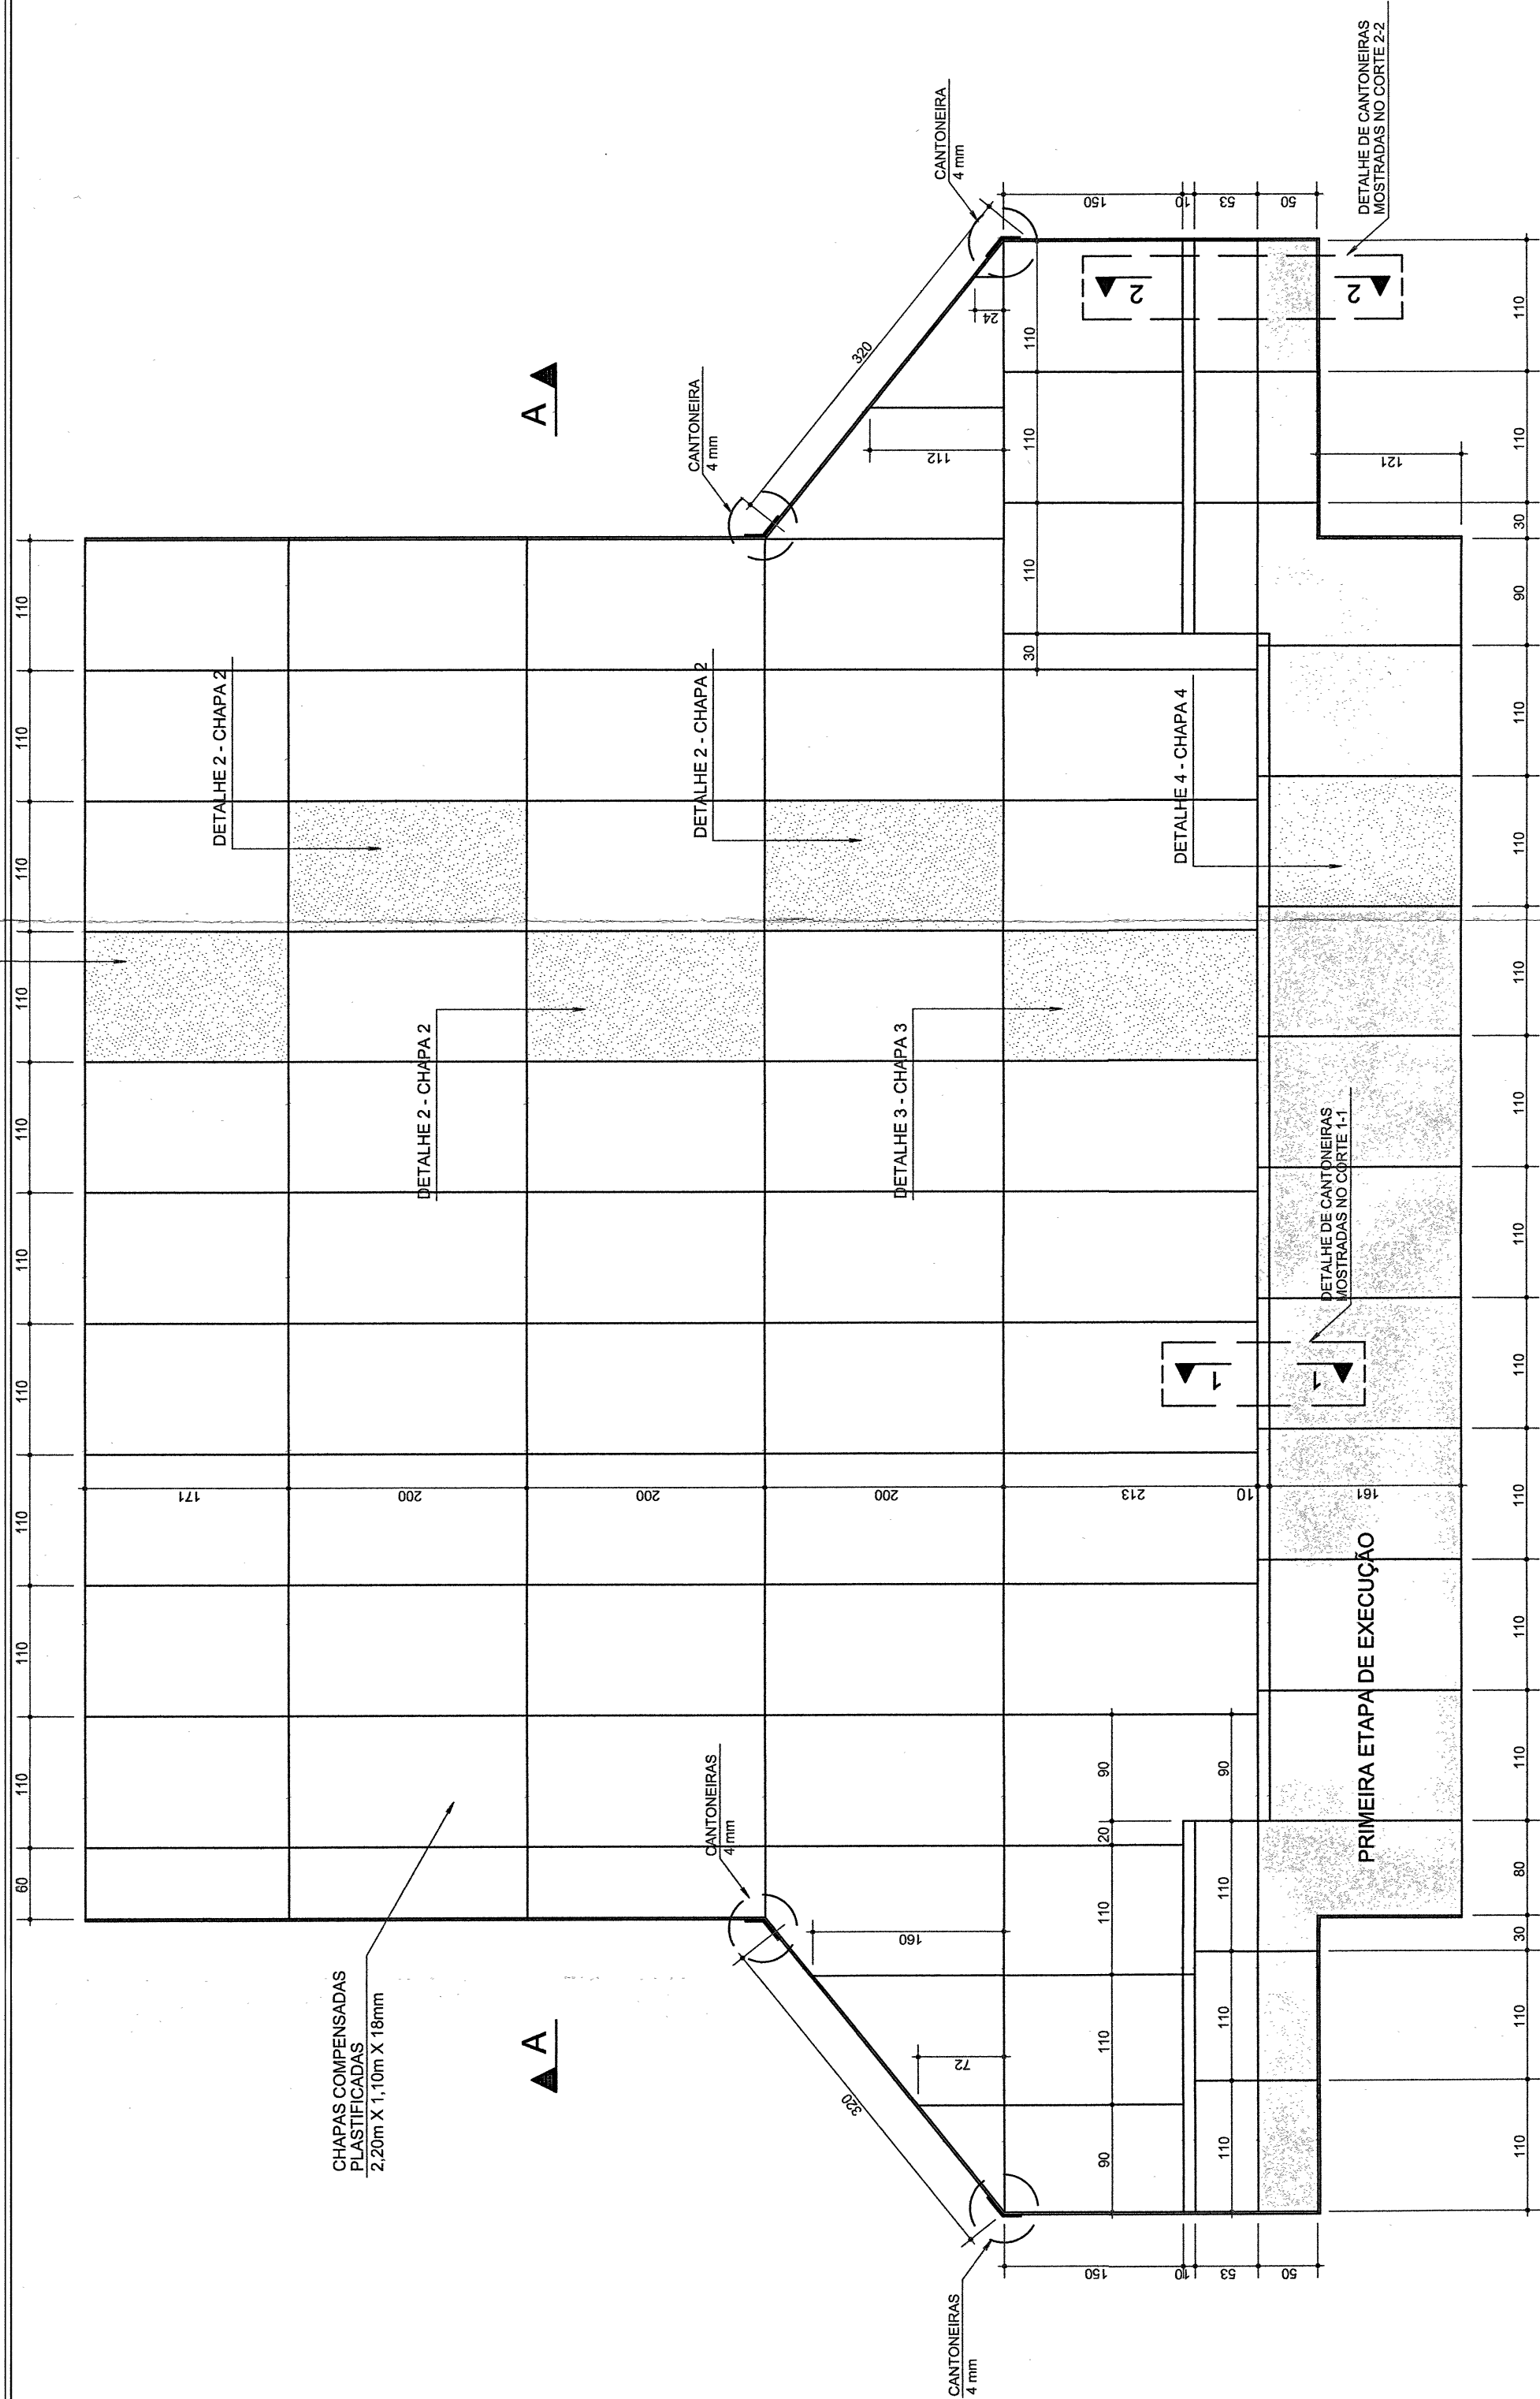 110
110
110
110
110
110
110
110
110
110
60
CANTONEIRA
4 mm
CANTONEIRA
4 mm
CANTONEIRAS
4 mm
CANTONEIRAS
4 mm
A
A
320
320
DETALHE 2 - CHAPA 2
DETALHE 2 - CHAPA 2
DETALHE 2 - CHAPA 2
DETALHE 3 - CHAPA 3
DETALHE 4 - CHAPA 4
CHAPAS COMPENSADAS
PLASTIFICADAS
2,20m X 1,10m X 18mm
171
200
200
200
213
10
161
24
112
110
110
110
30
160
72
90
110
110
20
90
110
110
110
90
150
10
53
50
150
10
53
50
121
2
2
1
1
DETALHE DE CANTONEIRAS
MOSTRADAS NO CORTE 2-2
DETALHE DE CANTONEIRAS
MOSTRADAS NO CORTE 1-1
PRIMEIRA ETAPA DE EXECUÇÃO
110
110
30
80
110
110
110
110
110
110
110
110
110
90
30
110
110